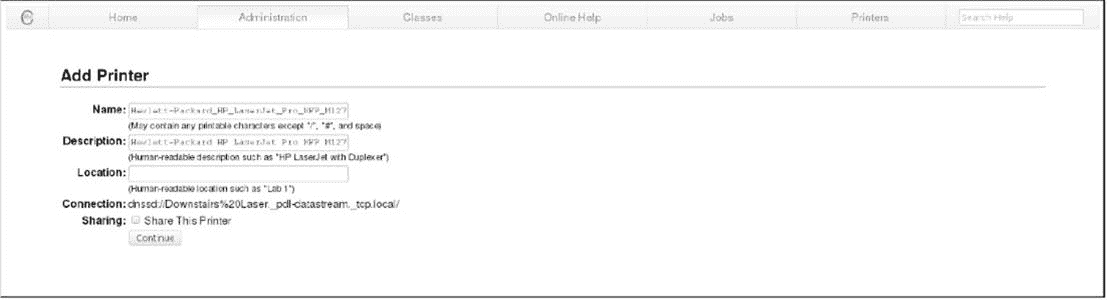 Home Administration Classes Online Help Jobs Printers Search Help
Add Printer
Name: Hewlett-Packard_HP_LaserJet_Pro_MFP_M127
(May contain any printable characters except "/", "#", and space)
Description: Hewlett-Packard HP LaserJet Pro MFP M127
(Human-readable description such as "HP LaserJet with Duplexer")
Location:
(Human-readable location such as "Lab 1")
Connection: dnssd://Downstairs%20Laser._pdl-datastream._tcp.local/
Sharing: Share This Printer
Continue